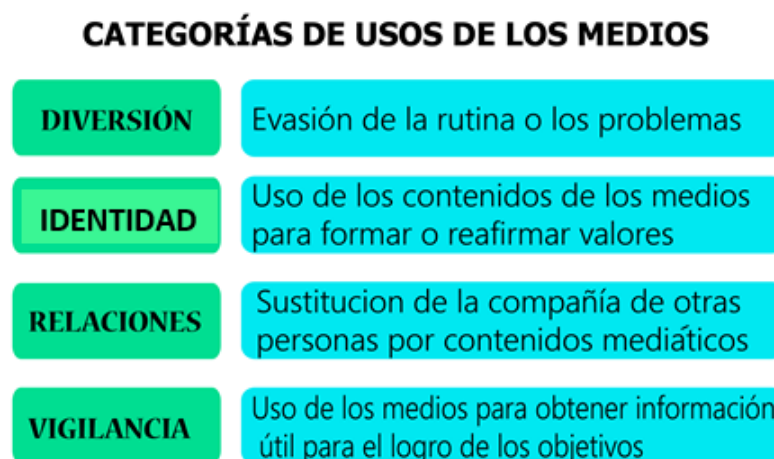 CATEGORÍAS DE USOS DE LOS MEDIOS
DIVERSIÓN
Evasión de la rutina o los problemas
IDENTIDAD
Uso de los contenidos de los medios
para formar o reafirmar valores
RELACIONES
Sustitucion de la compañía de otras
personas por contenidos mediáticos
VIGILANCIA
Uso de los medios para obtener información
útil para el logro de los objetivos